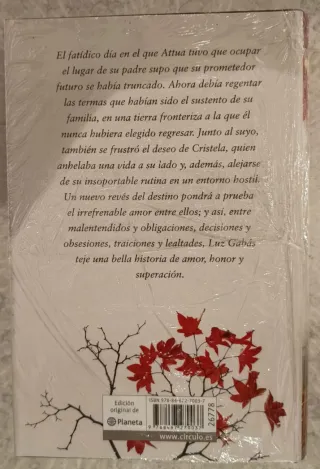 El fatídico día en el que Attua tuvo que ocupar
el lugar de su padre supo que su prometedor
futuro se había truncado. Ahora debía regentar
las termas que habían sido el sustento de su
familia, en una tierra fronteriza a la que él
nunca hubiera elegido regresar. Junto al suyo,
también se frustró el deseo de Cristela, quien
anhelaba una vida a su lado y, además, alejarse
de su insoportable rutina en un entorno hostil.
Un nuevo revés del destino pondrá a prueba
el irrefrenable amor entre ellos; y así, entre
malentendidos y obligaciones, decisiones y
obsesiones, traiciones y lealtades, Luz Gabás
teje una bella historia de amor, honor y
superación.
Edición
original de
Planeta
26778
www.circulo.es